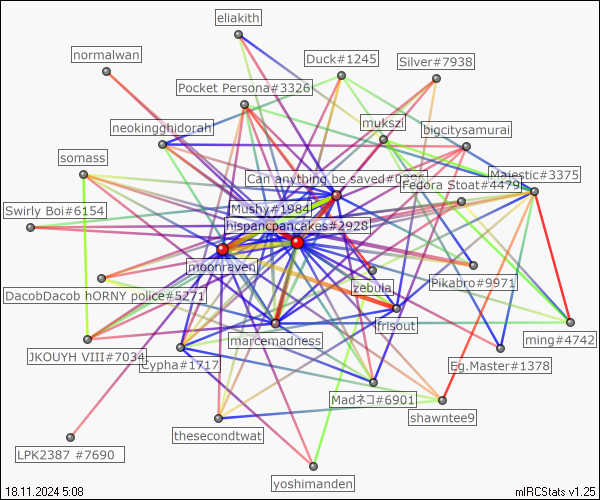 eliakith
normalwan
Duck#1245
Silver#7938
Pocket Persona#3326
mukszi
neokingghidorah
bigcitysamurai
somass
Can anything be saved#0
Majestic#3375
Fedora Stoat#4479
Swirly Boi#6154
Mushy#1984
hispancpancakes#2928
moonraven
Pikabro#9971
zebula
DacobDacob hORNY police#5271
frisout
marcemadness
ming#4742
JKOUYH VIII#7034
Cypha#1717
Eg.Master#1378
Madネコ#6901
shawntee9
thesecondtwat
LPK2387 #7690
yoshimanden
18.11.2024 5:08
mIRCStats v1.25